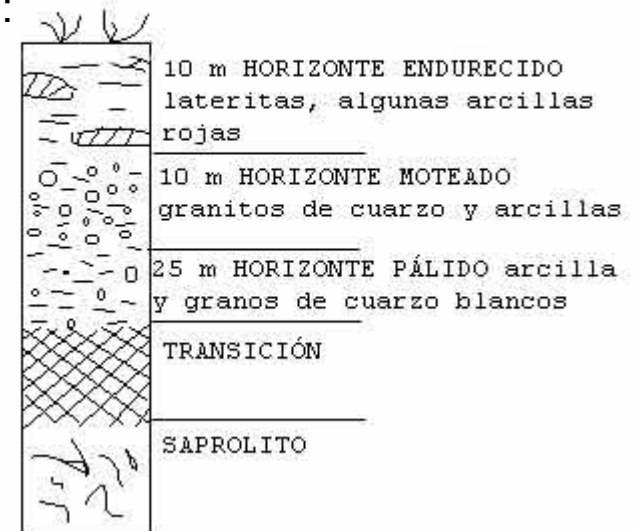 10 m HORIZONTE ENDURECIDO
lateritas, algunas arcillas
rojas
10 m HORIZONTE MOTEADO
granitos de cuarzo y arcillas
25 m HORIZONTE PÁLIDO arcilla
y granos de cuarzo blancos
TRANSICIÓN
SAPROLITO